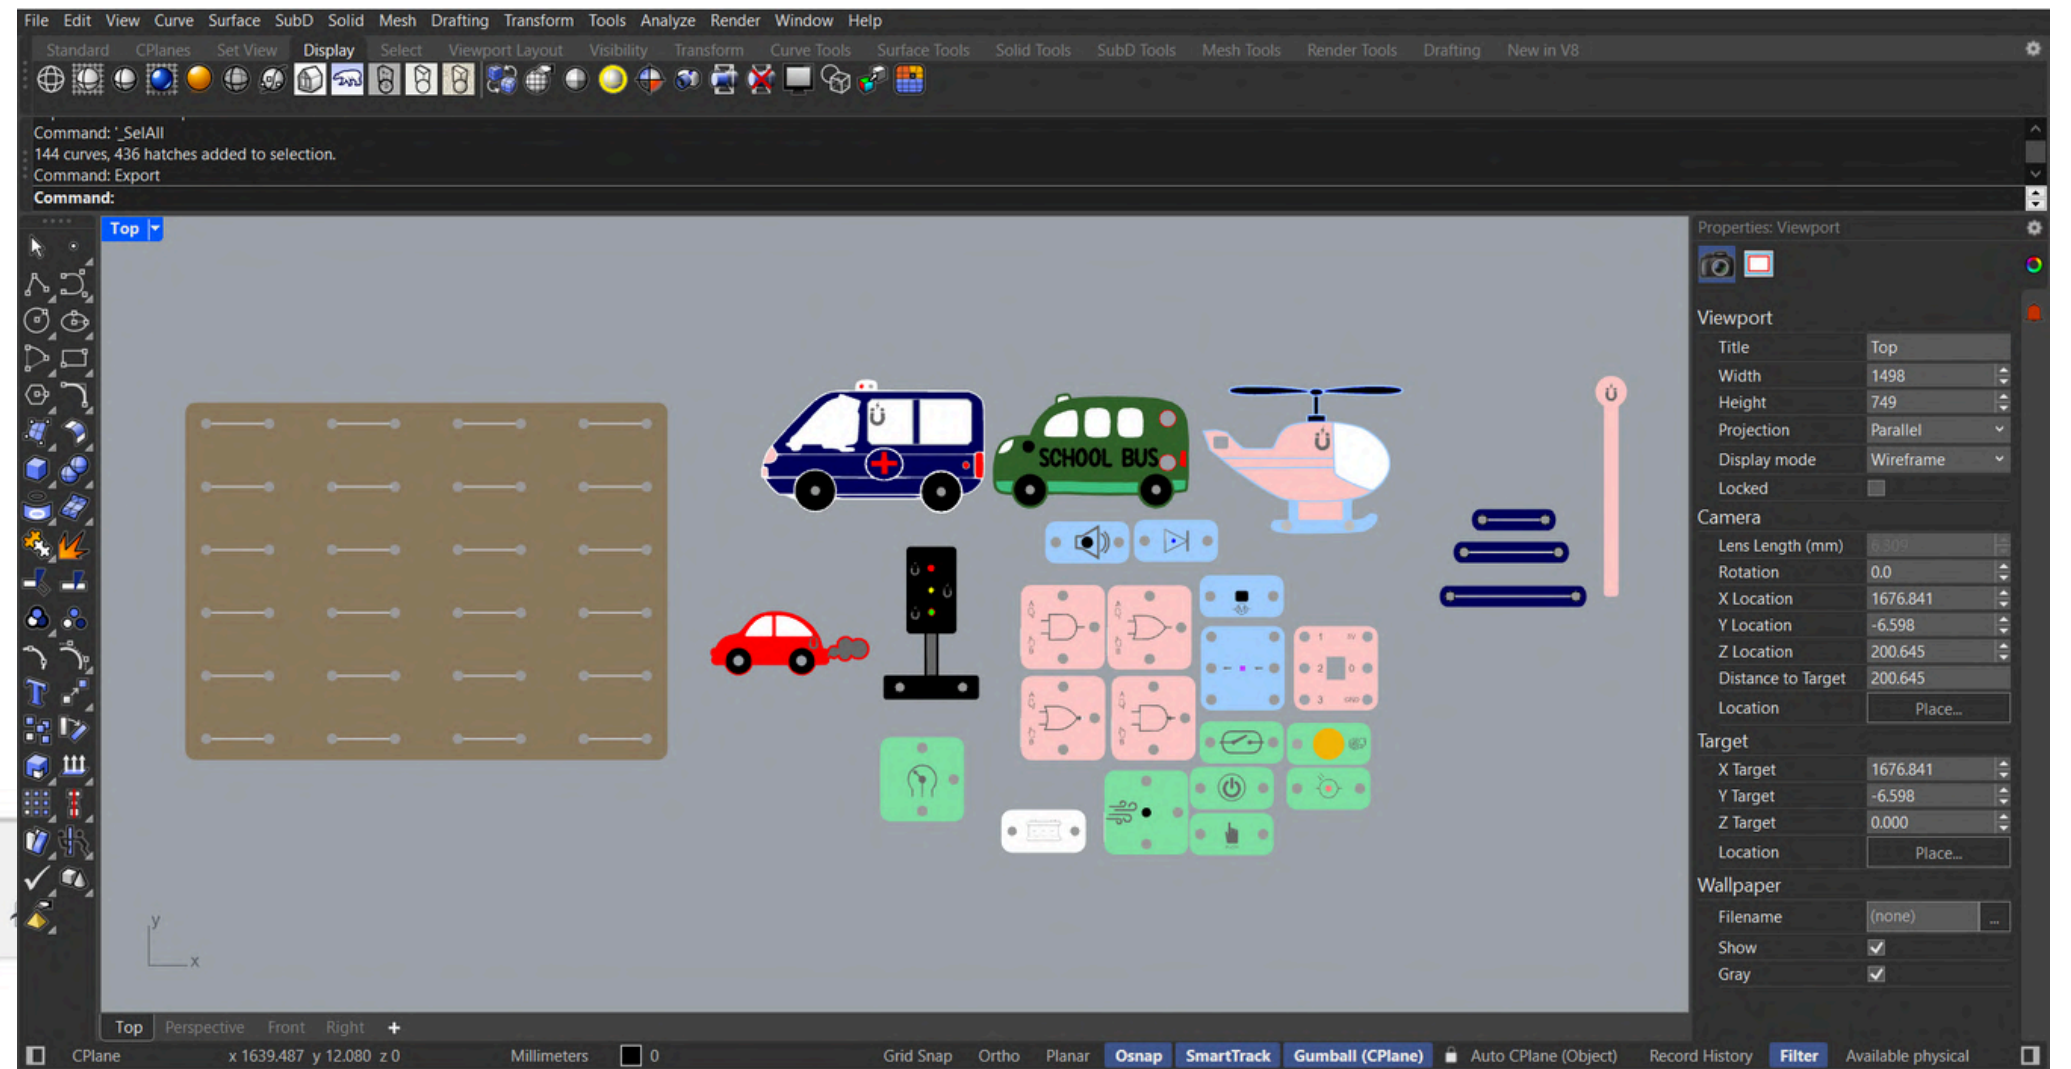 File Edit View Curve Surface SubD Solid Mesh Drafting Transform Tools Analyze Render Window Help
Standard CPlanes Set View Display Select Viewport Layout Visibility Transform Curve Tools Surface Tools Solid Tools SubD Tools Mesh Tools Render Tools Drafting New in V8
Command: '_SelAll
144 curves, 436 hatches added to selection.
Command: Export
Command:
Top
Properties: Viewport
Viewport
Title Top
Width 1498
Height 749
Projection Parallel
Display mode Wireframe
Locked
Camera
Lens Length (mm) 6.309
Rotation 0.0
X Location 1676.841
Y Location -6.598
Z Location 200.645
Distance to Target 200.645
Location Place...
Target
X Target 1676.841
Y Target -6.598
Z Target 0.000
Location Place...
Wallpaper
Filename (none) ...
Show
Gray
SCHOOL BUS
1
2 0
3 GND
y
x
Top Perspective Front Right +
CPlane x 1639.487 y 12.080 z 0 Millimeters 0 Grid Snap Ortho Planar Osnap SmartTrack Gumball (CPlane) Auto CPlane (Object) Record History Filter Available physical